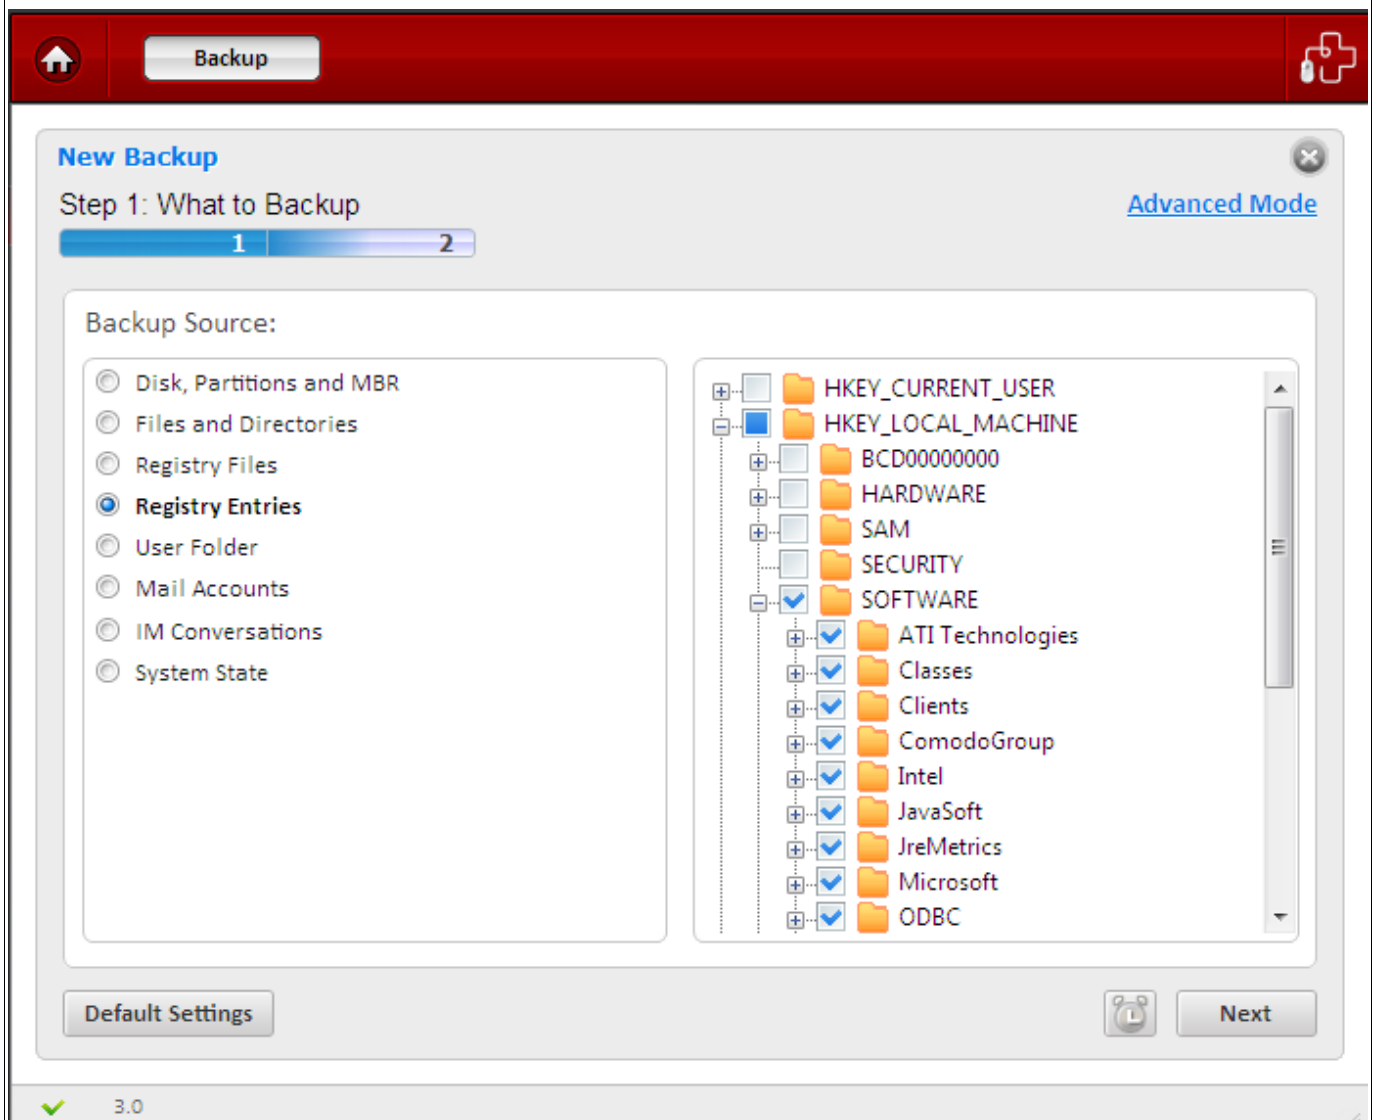 Backup
New Backup
Step 1: What to Backup
Advanced Mode
1 2
Backup Source:
Disk, Partitions and MBR
Files and Directories
Registry Files
Registry Entries
User Folder
Mail Accounts
IM Conversations
System State
HKEY_CURRENT_USER
HKEY_LOCAL_MACHINE
BCD00000000
HARDWARE
SAM
SECURITY
SOFTWARE
ATI Technologies
Classes
Clients
ComodoGroup
Intel
JavaSoft
JreMetrics
Microsoft
ODBC
Default Settings
Next
3.0